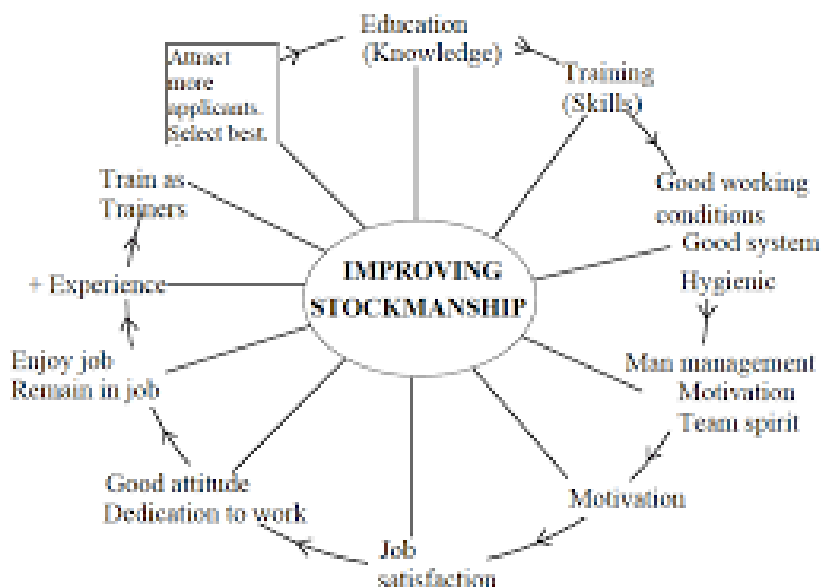 Education
(Knowledge)
Training
(Skills)
Good working
conditions
Good system
Hygienic
Man management
Motivation
Team spirit
Motivation
Job
satisfaction
Good attitude
Dedication to work
Enjoy job
Remain in job
+ Experience
Train as
Trainers
Attract
more
applicants.
Select best.
IMPROVING
STOCKMANSHIP